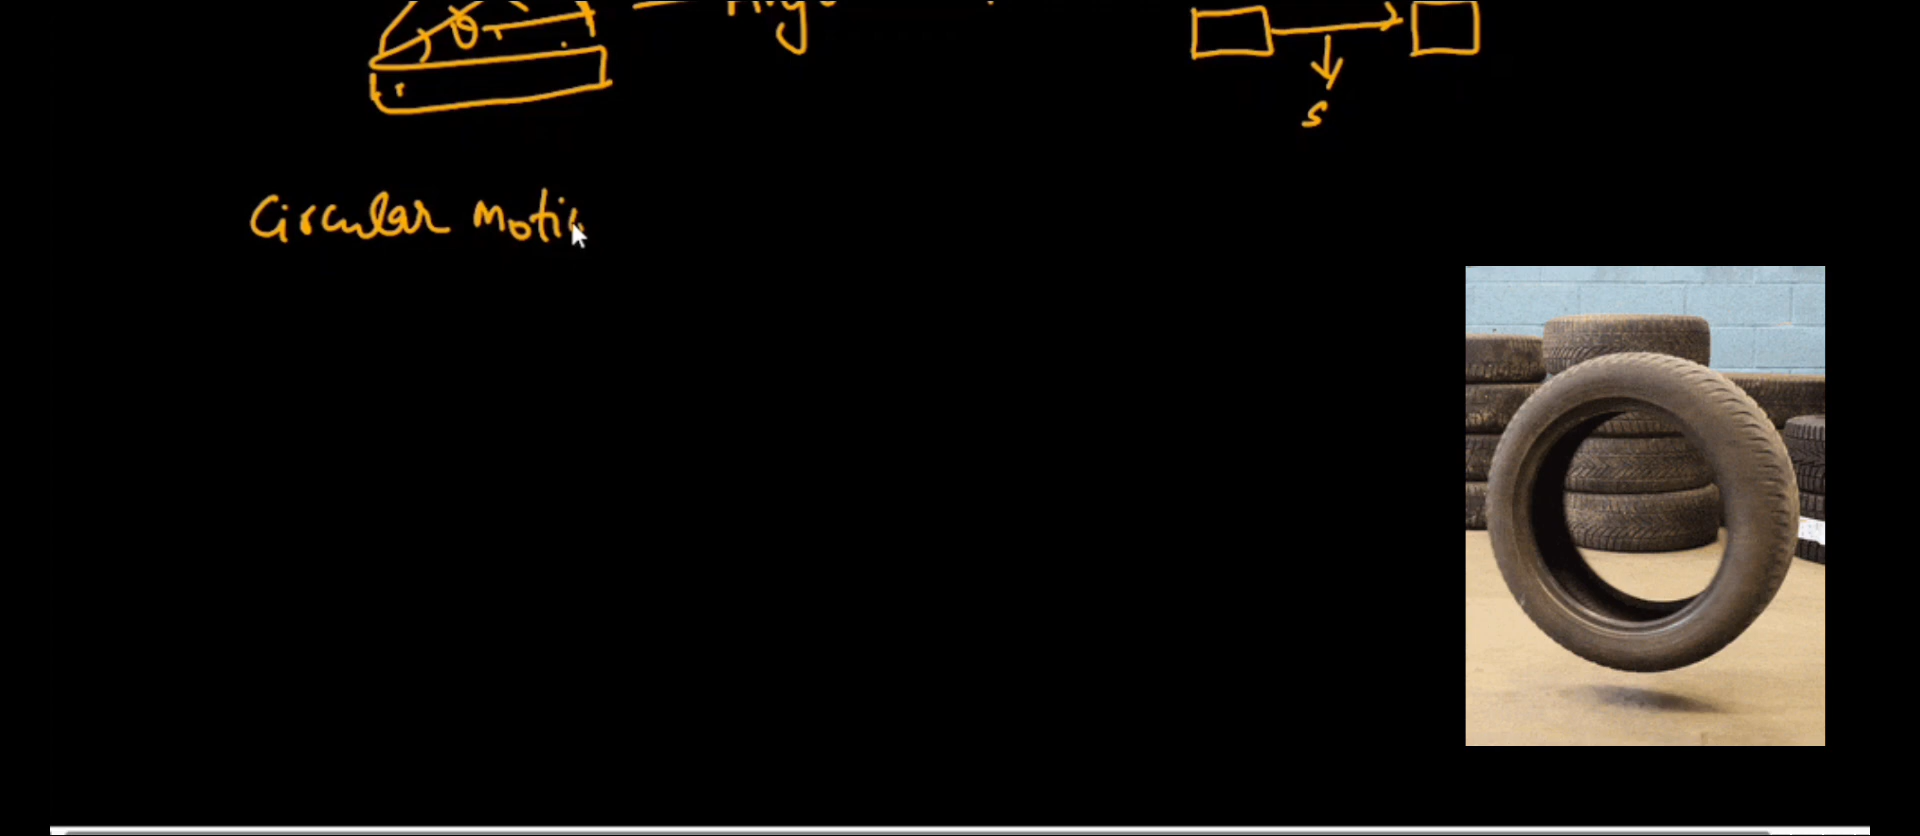 θ
s
Circular moti